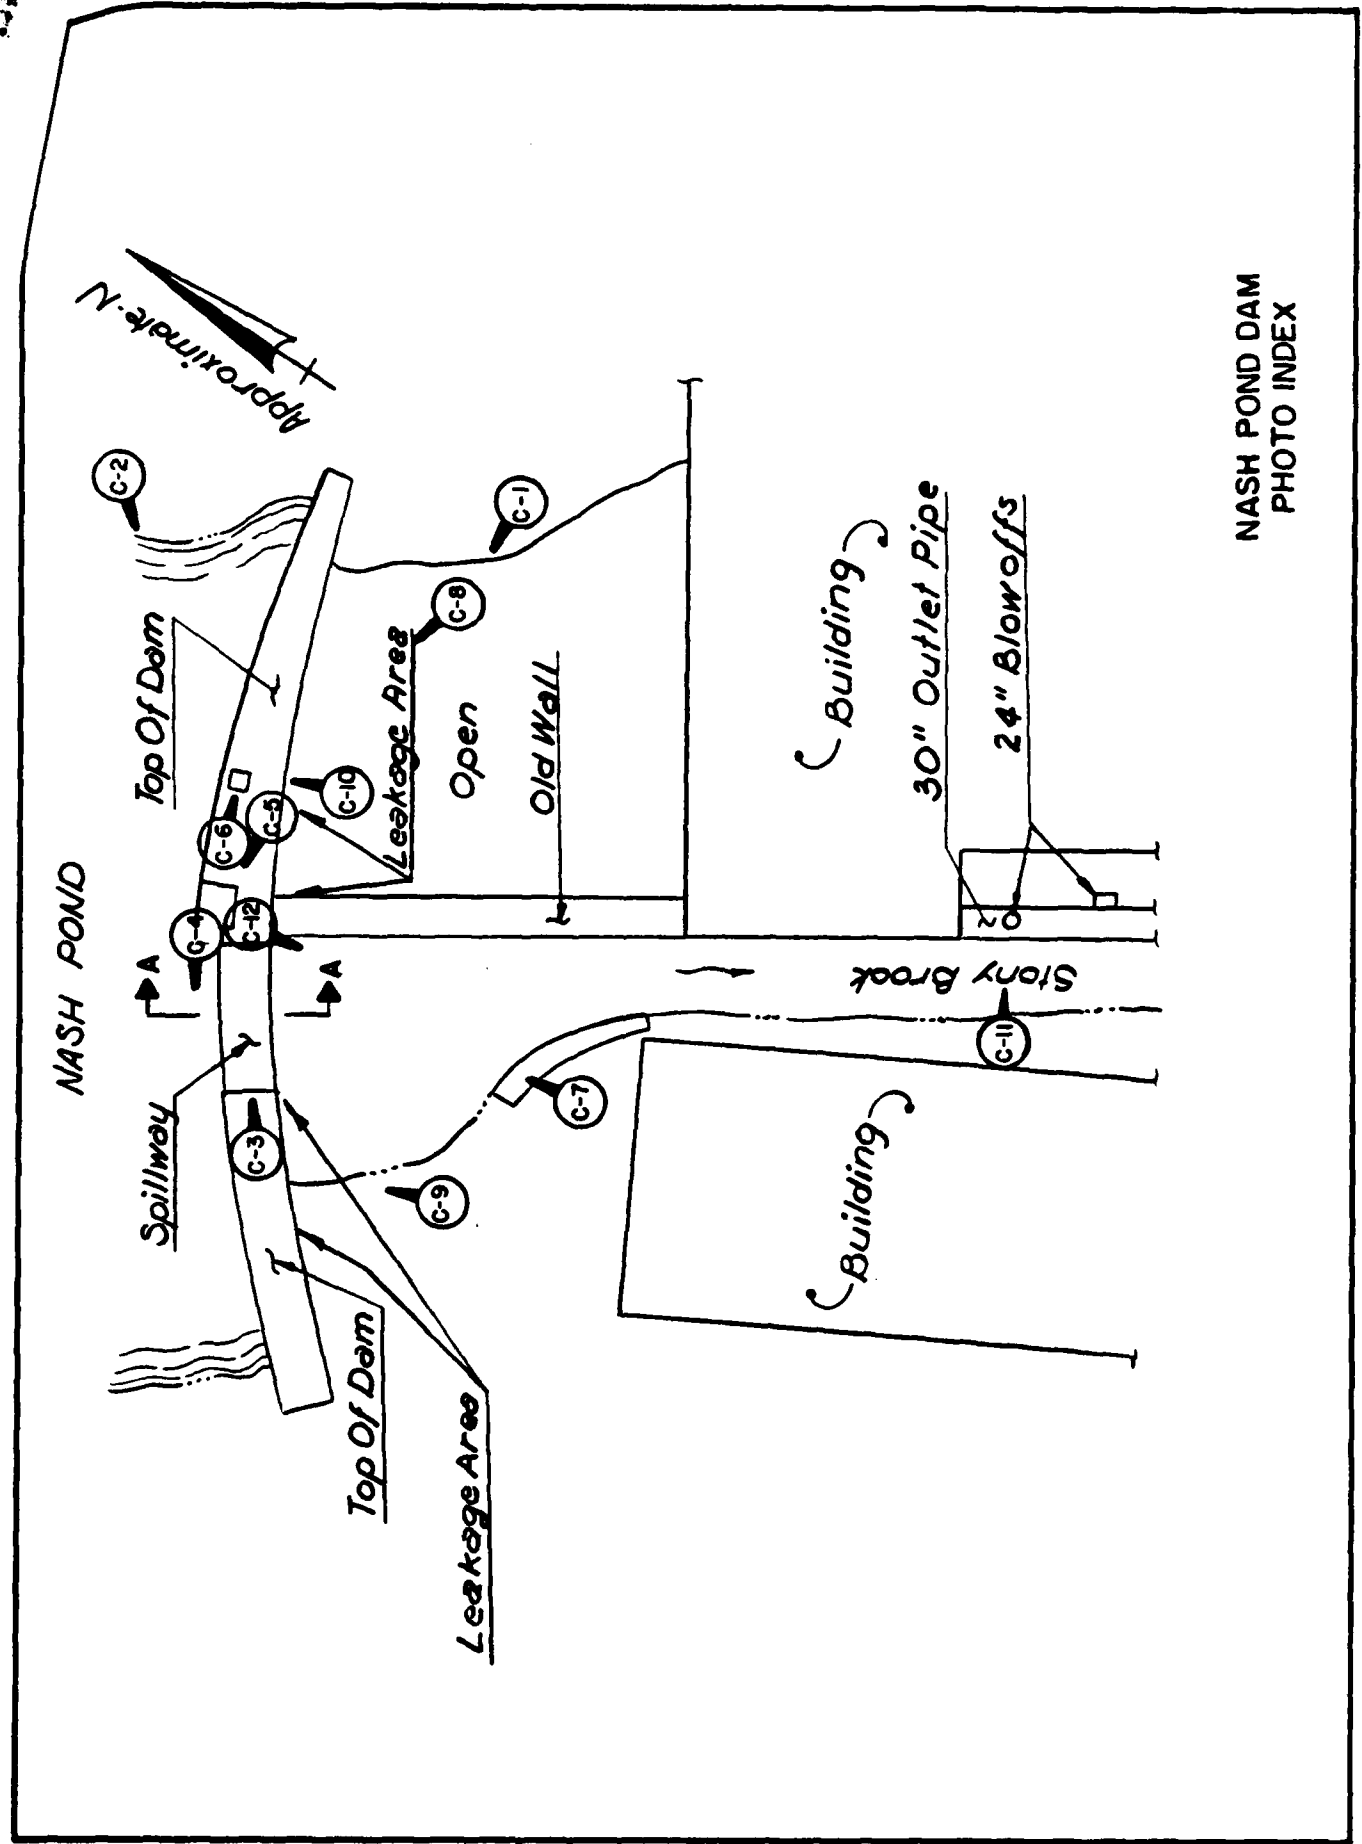 NASH POND
Spillway
Top Of Dam
Top Of Dam
Approximate N
A
A
C-1
C-2
C-3
C-4
C-5
C-6
C-7
C-8
C-9
C-10
C-11
C-12
Leakage Area
Leakage Area
Open
Old Wall
Building
Building
Stony Brook
30" Outlet Pipe
24" Blowoffs
NASH POND DAM
PHOTO INDEX